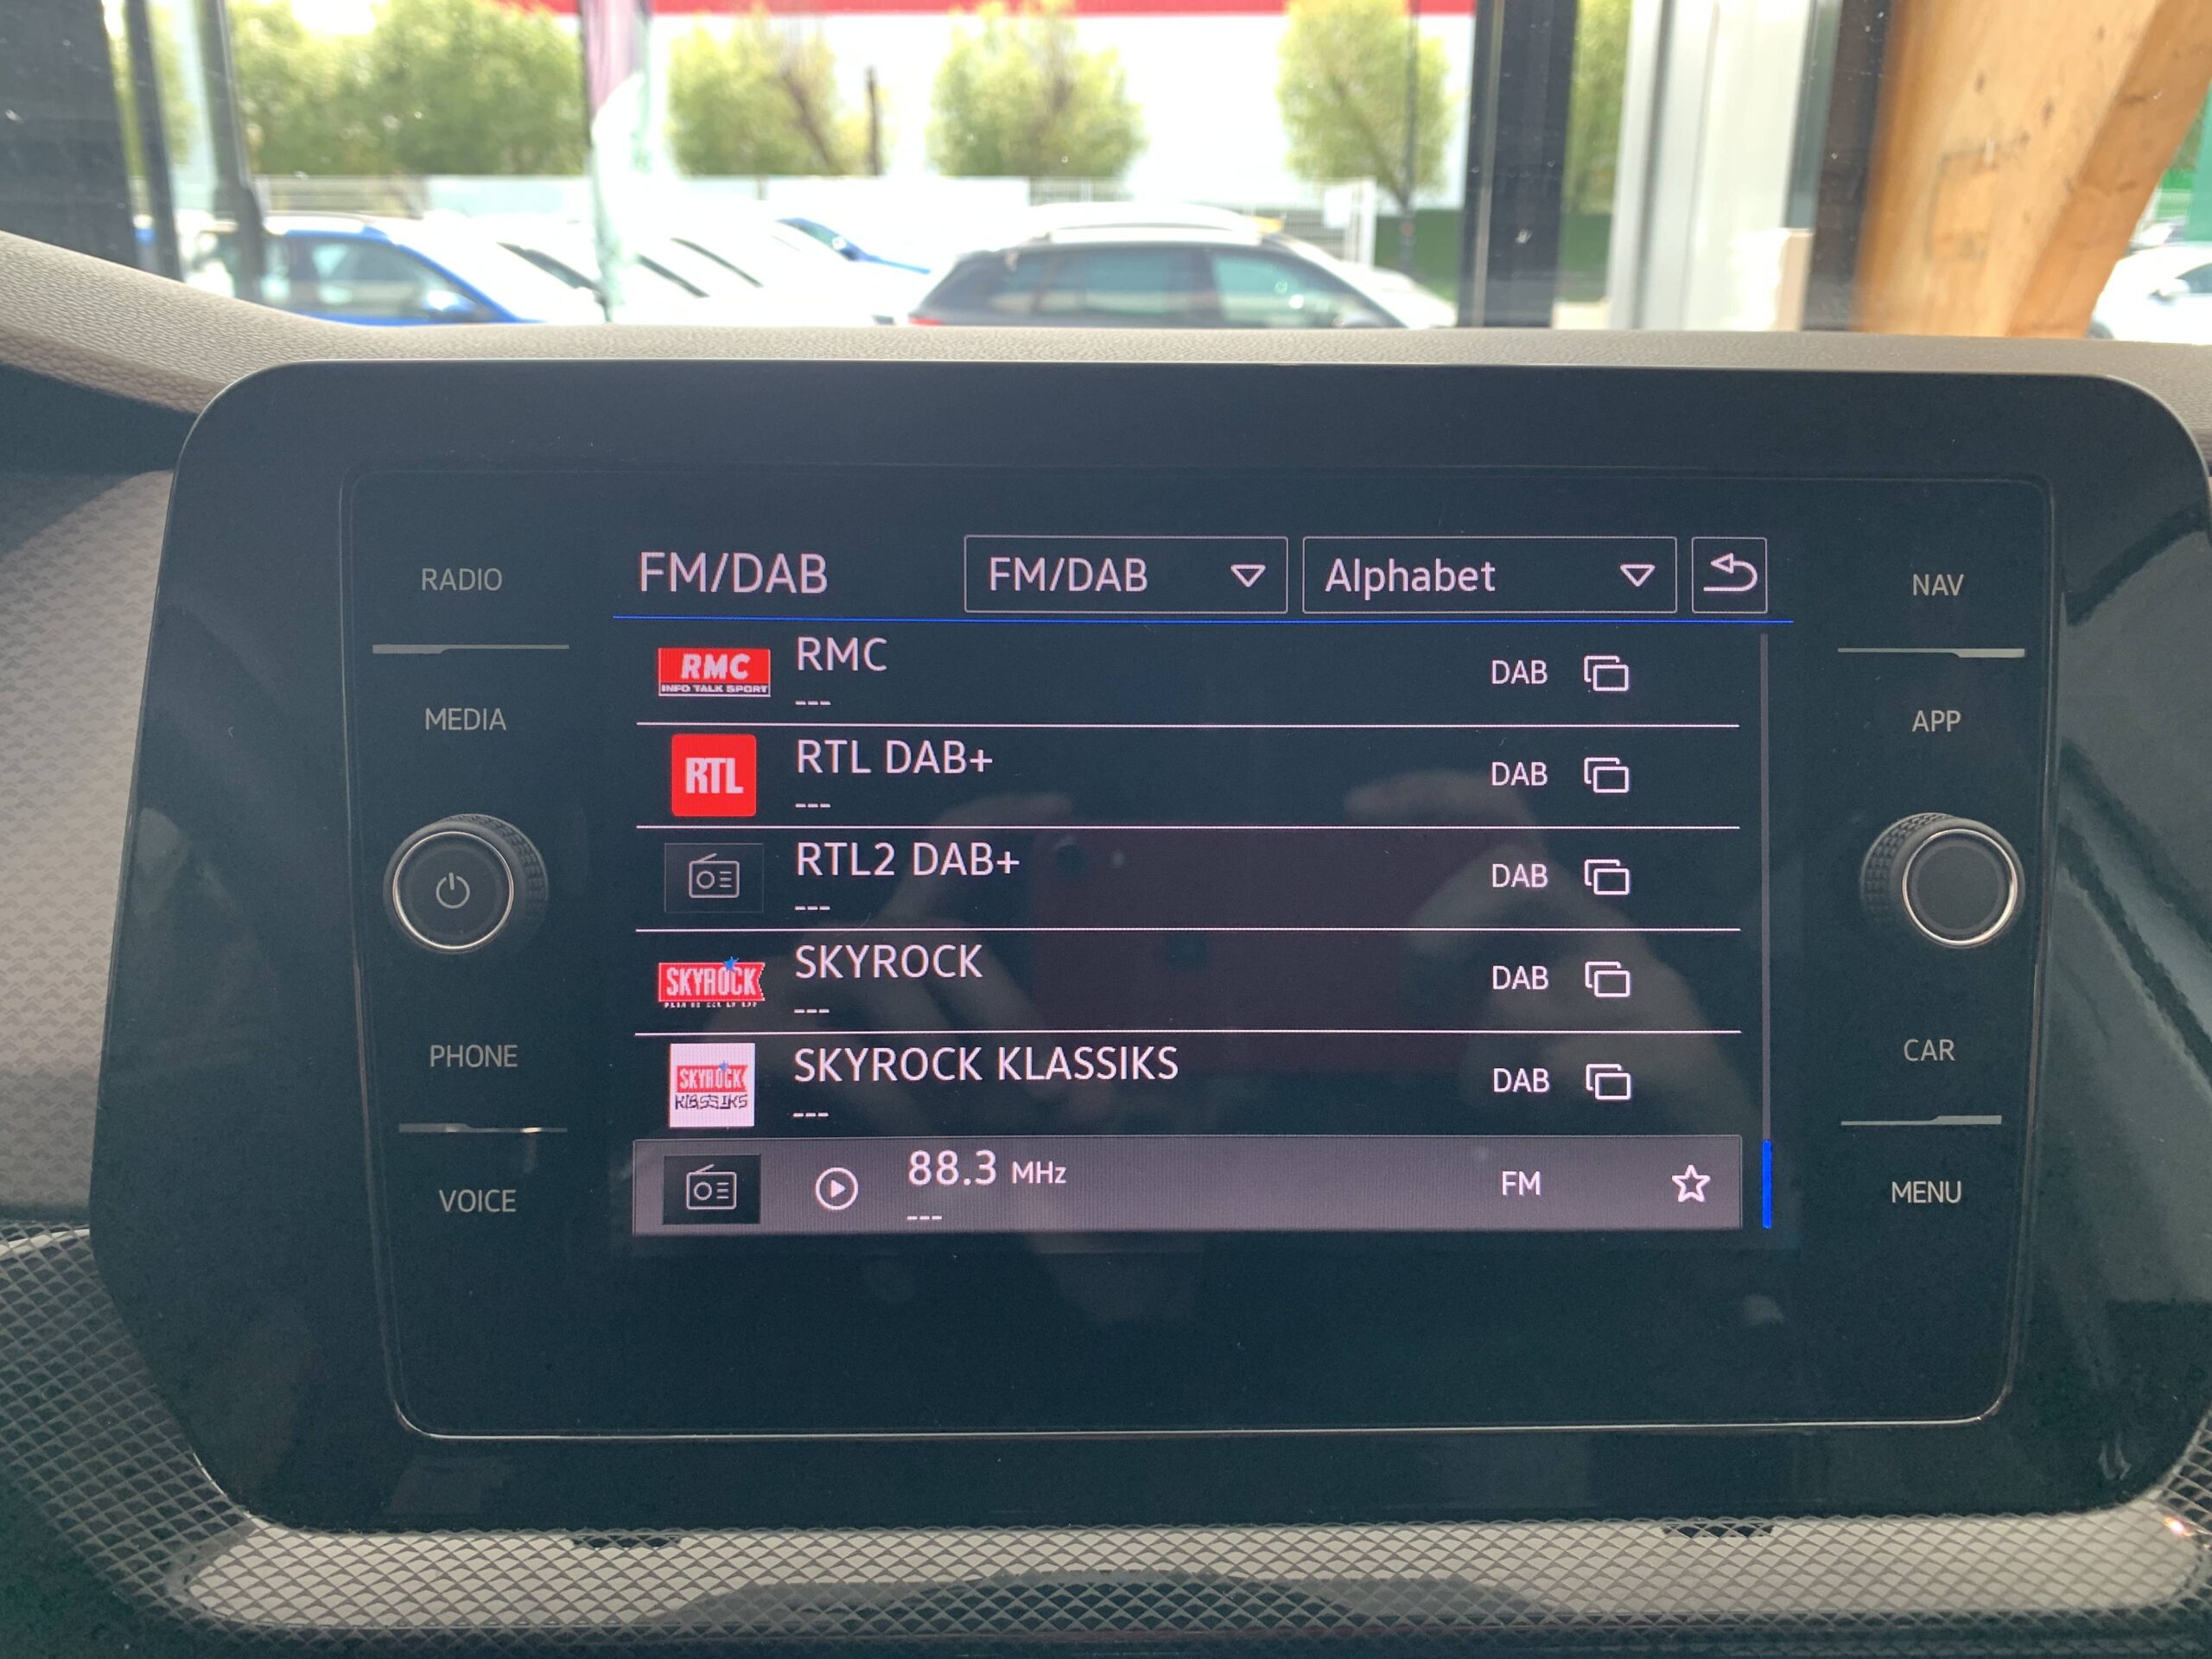 RADIO
MEDIA
PHONE
VOICE
FM/DAB FM/DAB Alphabet
RMC INFO TALK SPORT RMC DAB
---
RTL RTL DAB+ DAB
---
RTL2 DAB+ DAB
---
SKYROCK SKYROCK DAB
---
SKYROCK KLASSIKS SKYROCK KLASSIKS DAB
---
88.3 MHz FM
---
NAV
APP
CAR
MENU